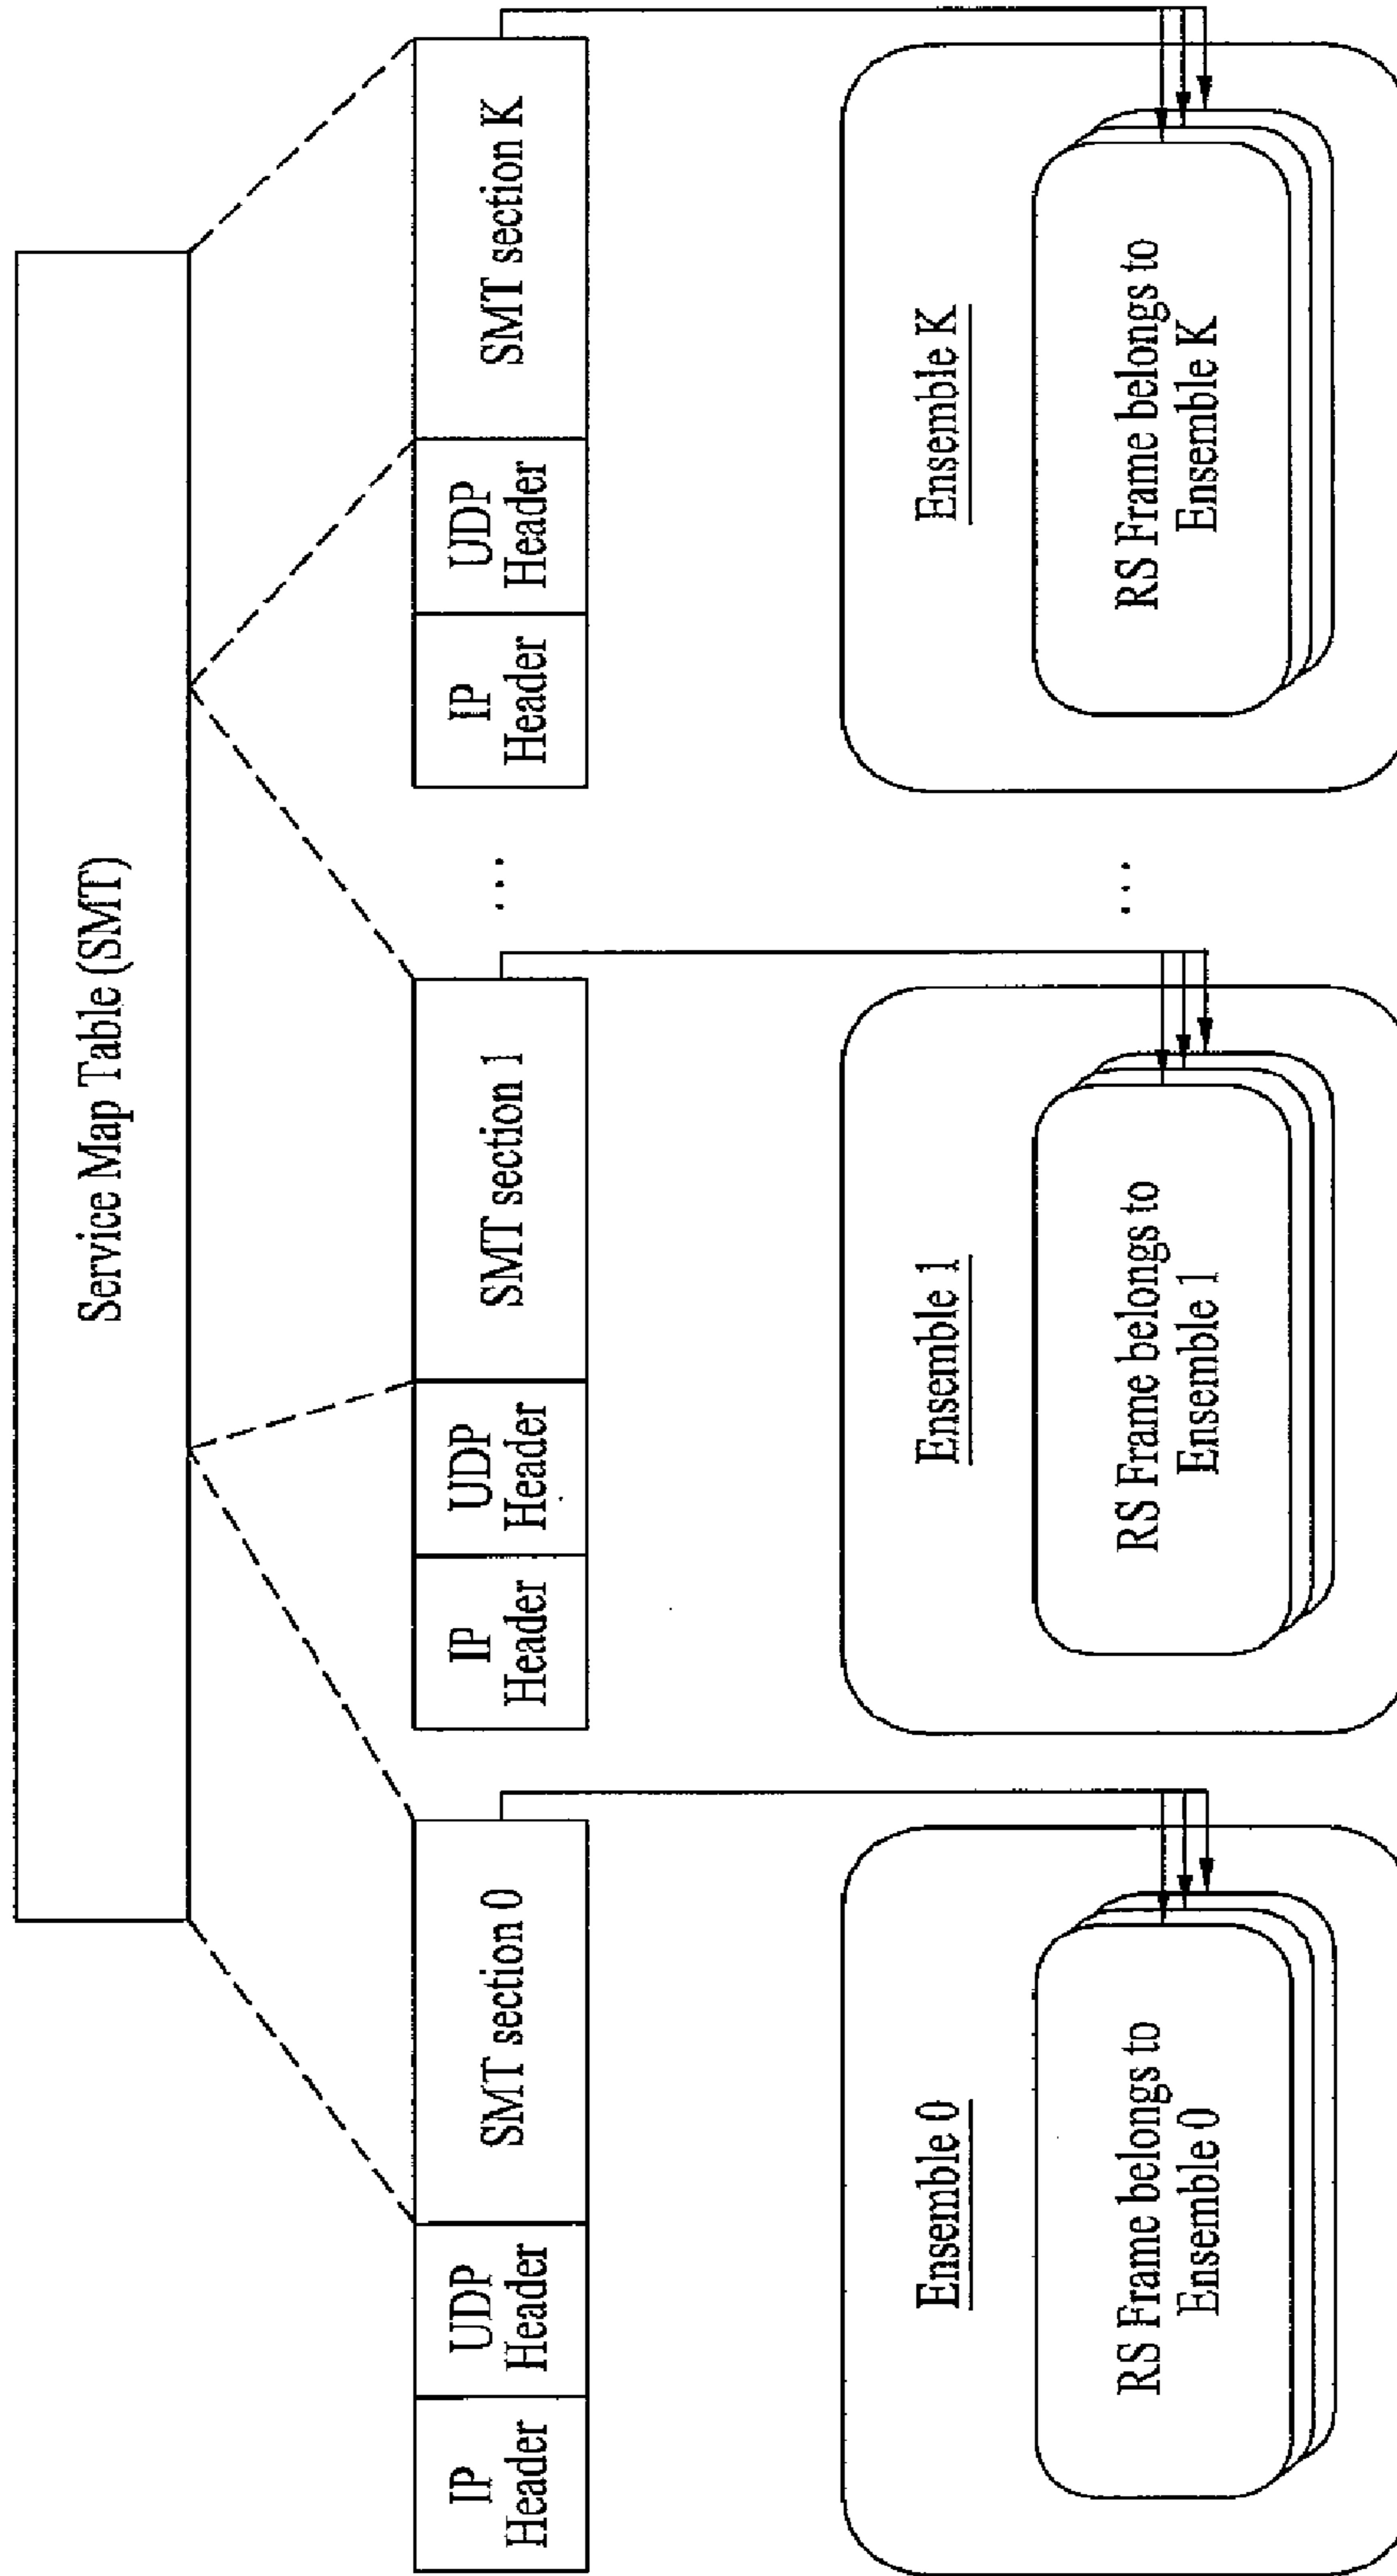 Service Map Table (SMT)
IP
Header
UDP
Header
SMT section 0
IP
Header
UDP
Header
SMT section 1
...
IP
Header
UDP
Header
SMT section K
Ensemble 0
RS Frame belongs to
Ensemble 0
Ensemble 1
RS Frame belongs to
Ensemble 1
...
Ensemble K
RS Frame belongs to
Ensemble K